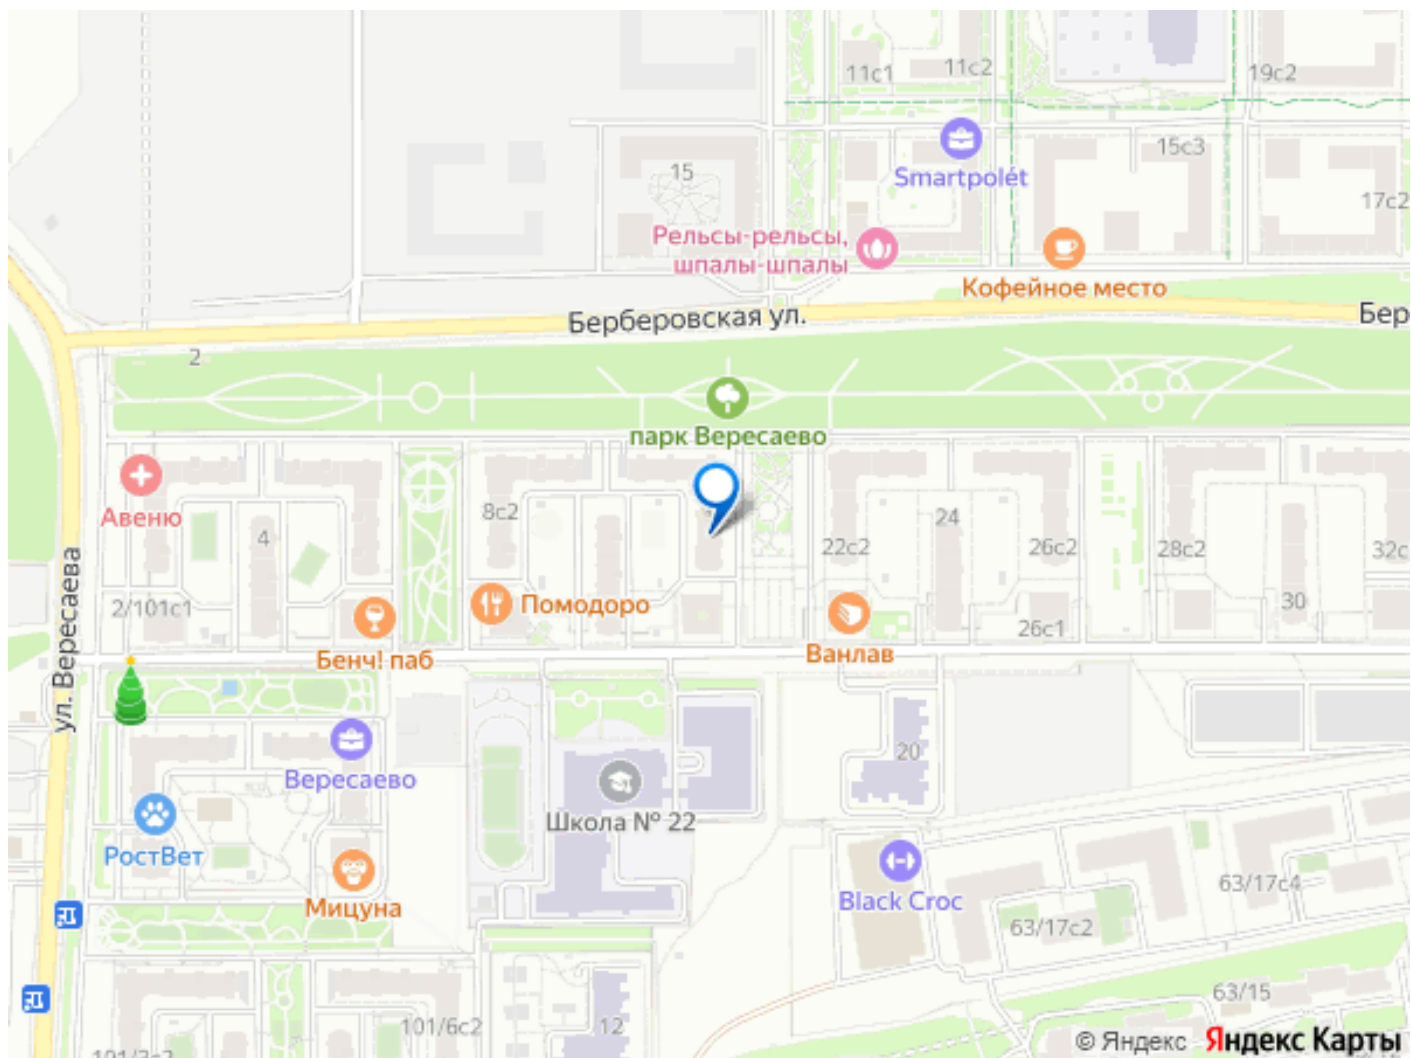 11с1
11с2
19с2
15
Smartpolét
15с3
17с2
Рельсы-рельсы,
шпалы-шпалы
Кофейное место
Берберовская ул.
Бер
2
парк Вересаево
Авеню
4
8с2
22с2
24
26с2
28с2
32с
ул. Вересаева
2/101с1
Помодоро
Бенч! паб
Ванлав
26с1
30
Вересаево
20
Школа № 22
РостВет
Мицуна
Black Croc
63/17с4
63/17с2
63/15
101/6с2
12
101/3с2
© Яндекс Яндекс Карты